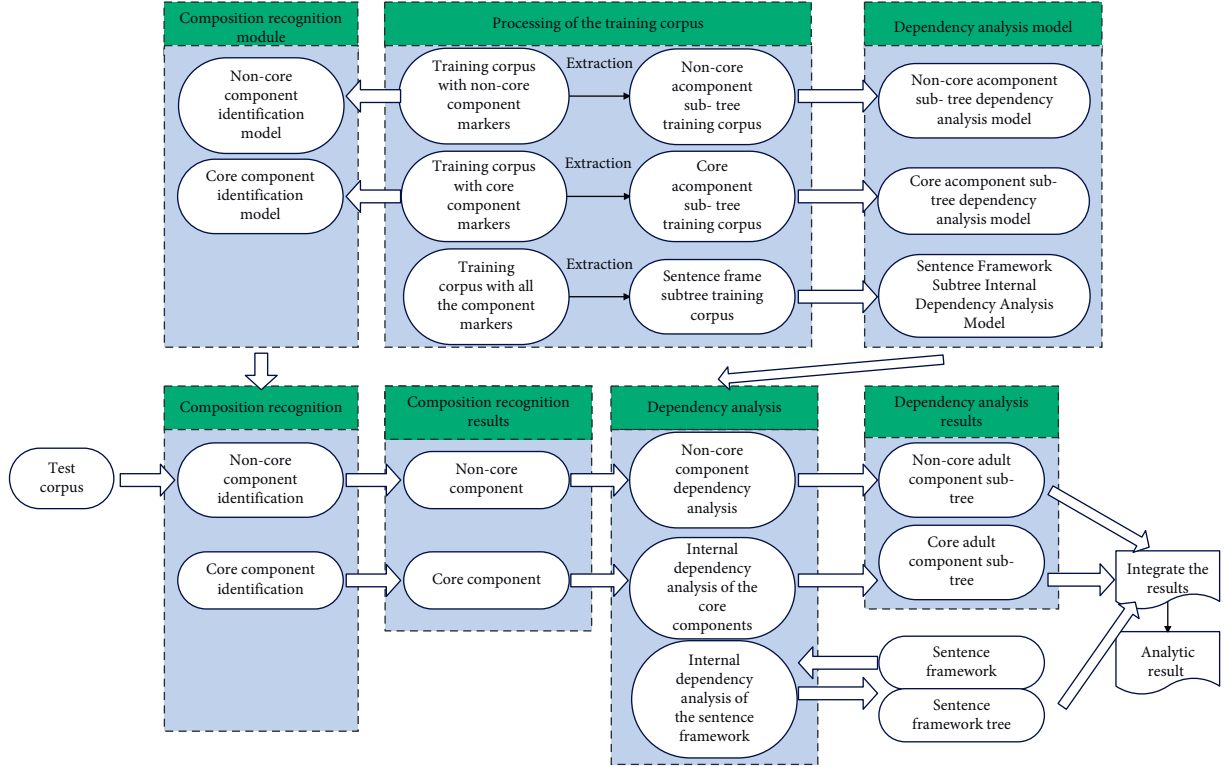 Composition recognition
module
Processing of the training corpus
Dependency analysis model
Non-core
component
identification
model
Training corpus
with non-core
component
markers
Extraction
Non-core
acomponent
sub- tree
training corpus
Non-core acomponent
sub- tree dependency
analysis model
Core component
identification
model
Training corpus
with core
component
markers
Extraction
Core
acomponent
sub- tree
training corpus
Core acomponent sub-
tree dependency
analysis model
Training
corpus with all
the component
markers
Extraction
Sentence frame
subtree training
corpus
Sentence Framework
Subtree Internal
Dependency Analysis
Model
Composition recognition
Composition recognition
results
Dependency analysis
Dependency analysis
results
Test
corpus
Non-core
component
identification
Non-core
component
Non-core
component
dependency
analysis
Non-core adult
component sub-
tree
Core component
identification
Core component
Internal
dependency
analysis of the
core
components
Core adult
component sub-
tree
Integrate the
results
Internal
dependency
analysis of
the sentence
framework
Sentence
framework
Sentence
framework tree
Analytic
result